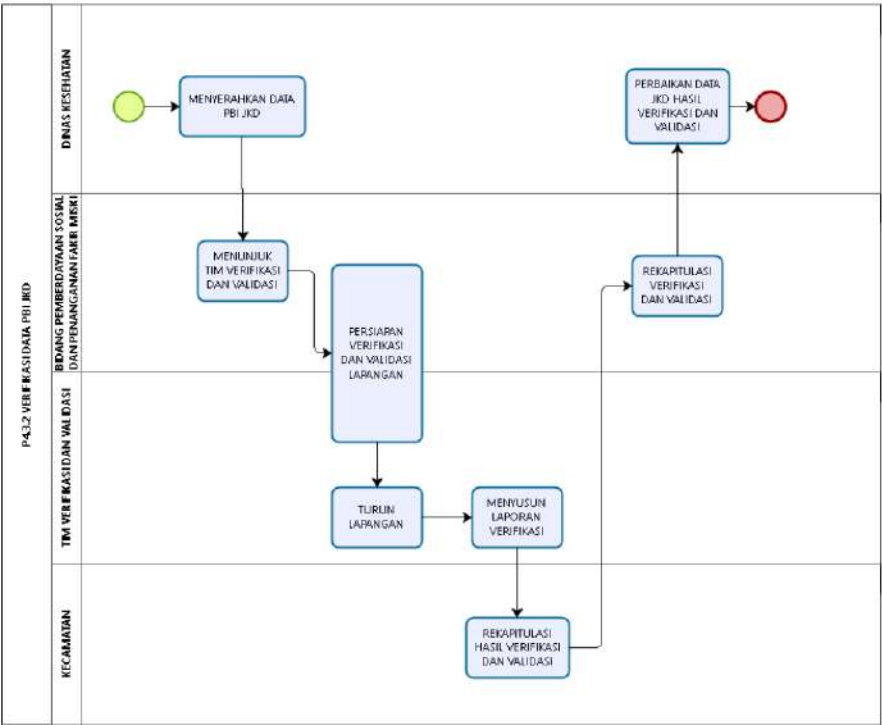 P4.3.2 VERIFIKASI DATA PBI JKD
DINAS KESEHATAN
MENYERAHKAN DATA
PBI JKD
PERBAIKAN DATA
JKD HASIL
VERIFIKASI DAN
VALIDASI
BIDANG PEMBERDAYAAN SOSIAL
DAN PENANGANAN FAKIR MISKI
MENUNJUK
TIM VERIFIKASI
DAN VALIDASI
PERSIAPAN
VERIFIKASI
DAN VALIDASI
LAPANGAN
REKAPITULASI
VERIFIKASI
DAN VALIDASI
TIM VERIFIKASI DAN VALIDASI
TURUN
LAPANGAN
MENYUSUN
LAPORAN
VERIFIKASI
KECAMATAN
REKAPITULASI
HASIL VERIFIKASI
DAN VALIDASI